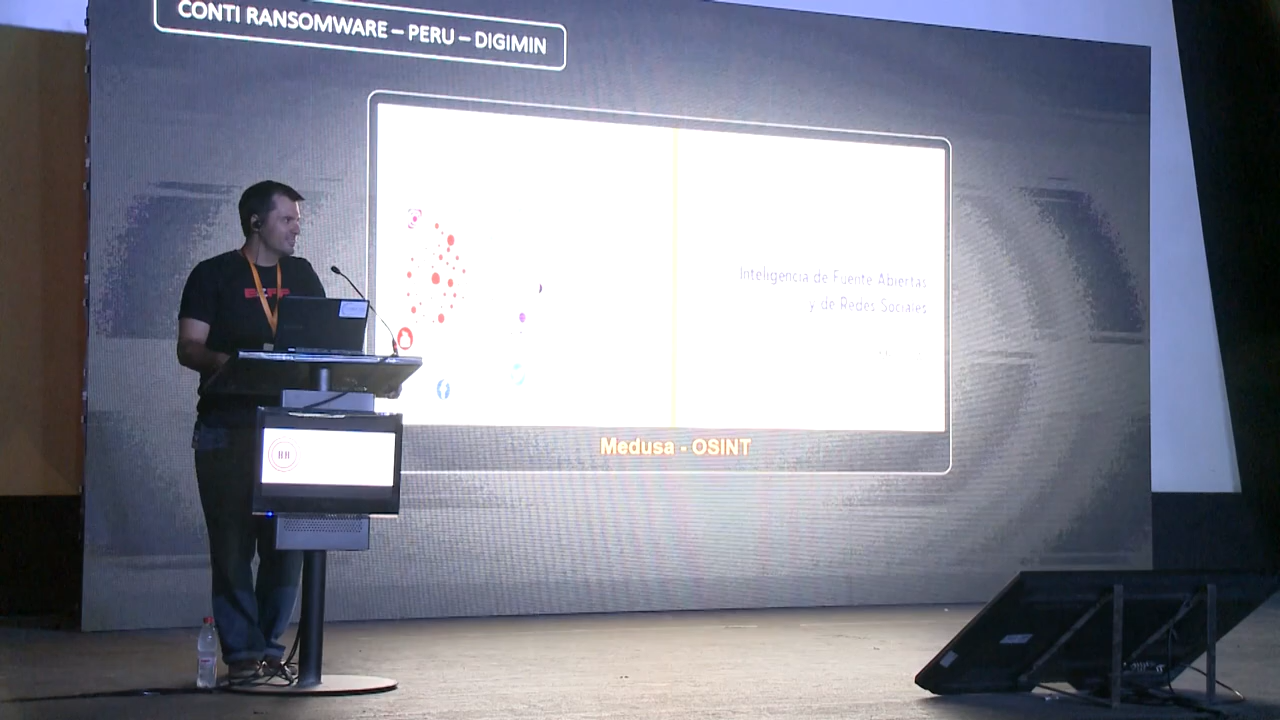 CONTI RANSOMWARE – PERU – DIGIMIN
Inteligencia de Fuente Abiertas
y de Redes Sociales
Medusa - OSINT